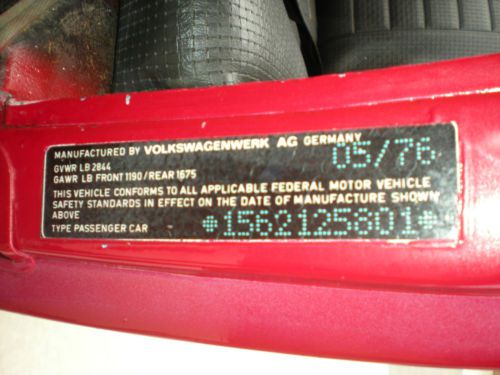 MANUFACTURED BY VOLKSWAGENWERK AG GERMANY
GVWR LB 2844 05/76
GAWR LB FRONT 1190/REAR 1675
THIS VEHICLE CONFORMS TO ALL APPLICABLE FEDERAL MOTOR VEHICLE
SAFETY STANDARDS IN EFFECT ON THE DATE OF MANUFACTURE SHOWN
ABOVE
TYPE PASSENGER CAR *1562125801*